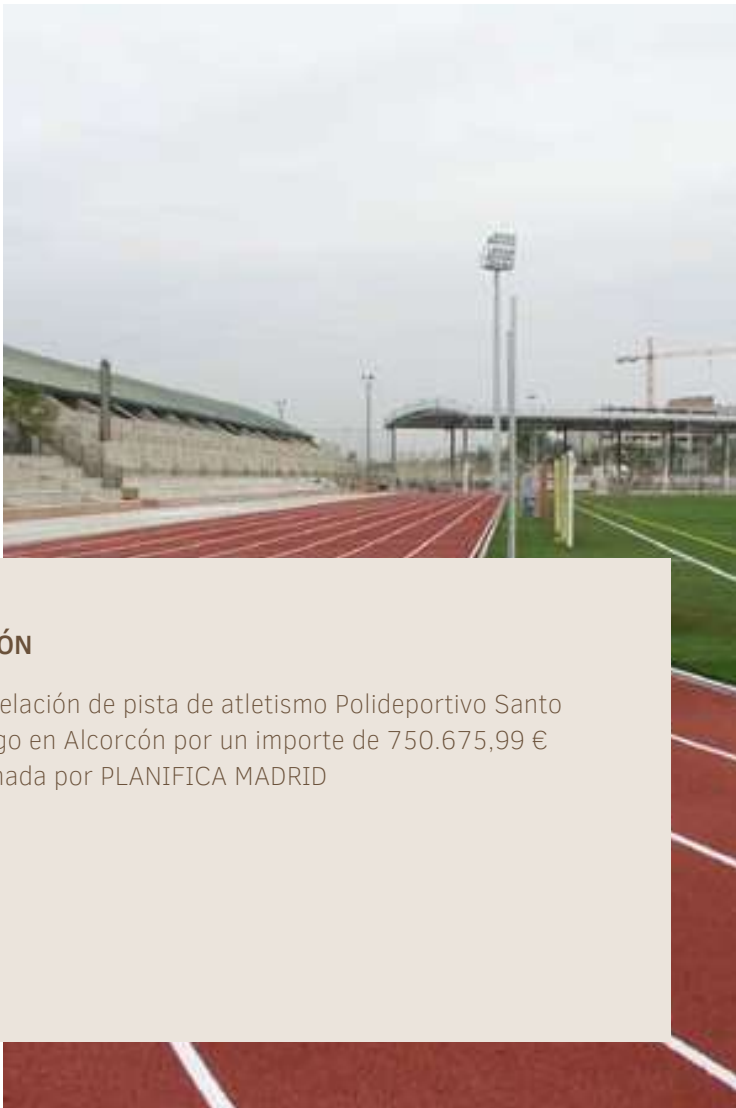 ÓN
elación de pista de atletismo Polideportivo Santo
go en Alcorcón por un importe de 750.675,99 €
nada por PLANIFICA MADRID